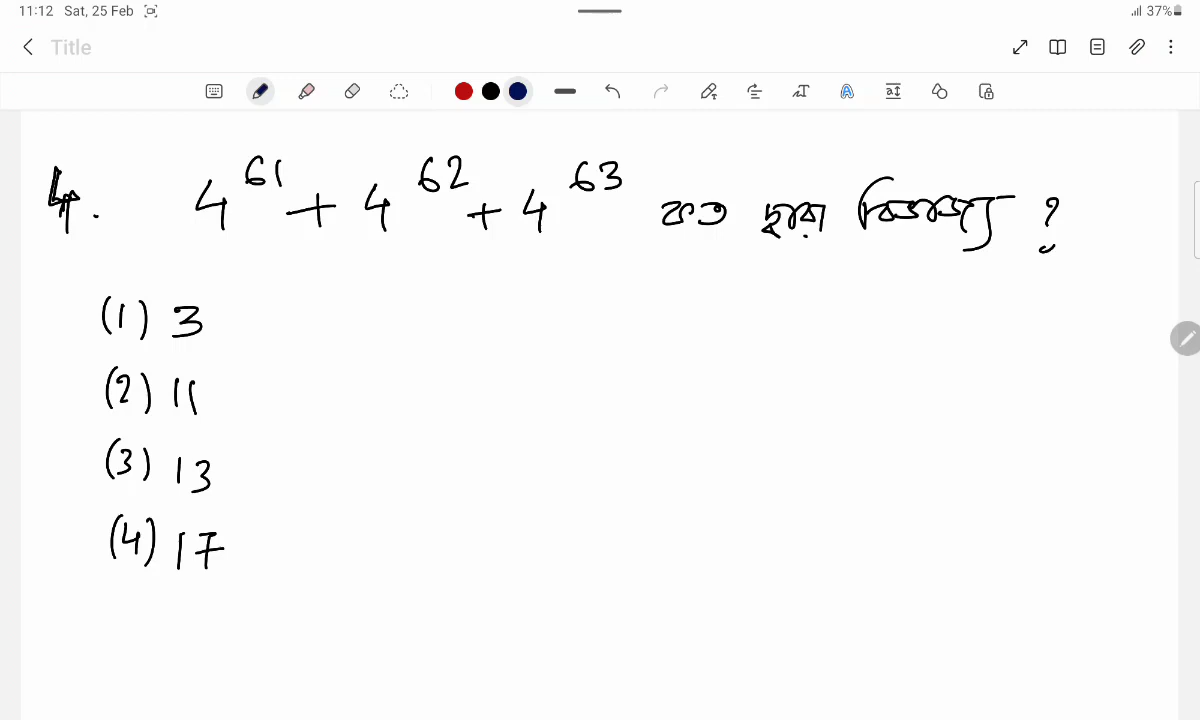 11:12 Sat, 25 Feb 37%
Title
4. 4^61 + 4^62 + 4^63 কত দ্বারা বিভাজ্য ?
(1) 3
(2) 11
(3) 13
(4) 17